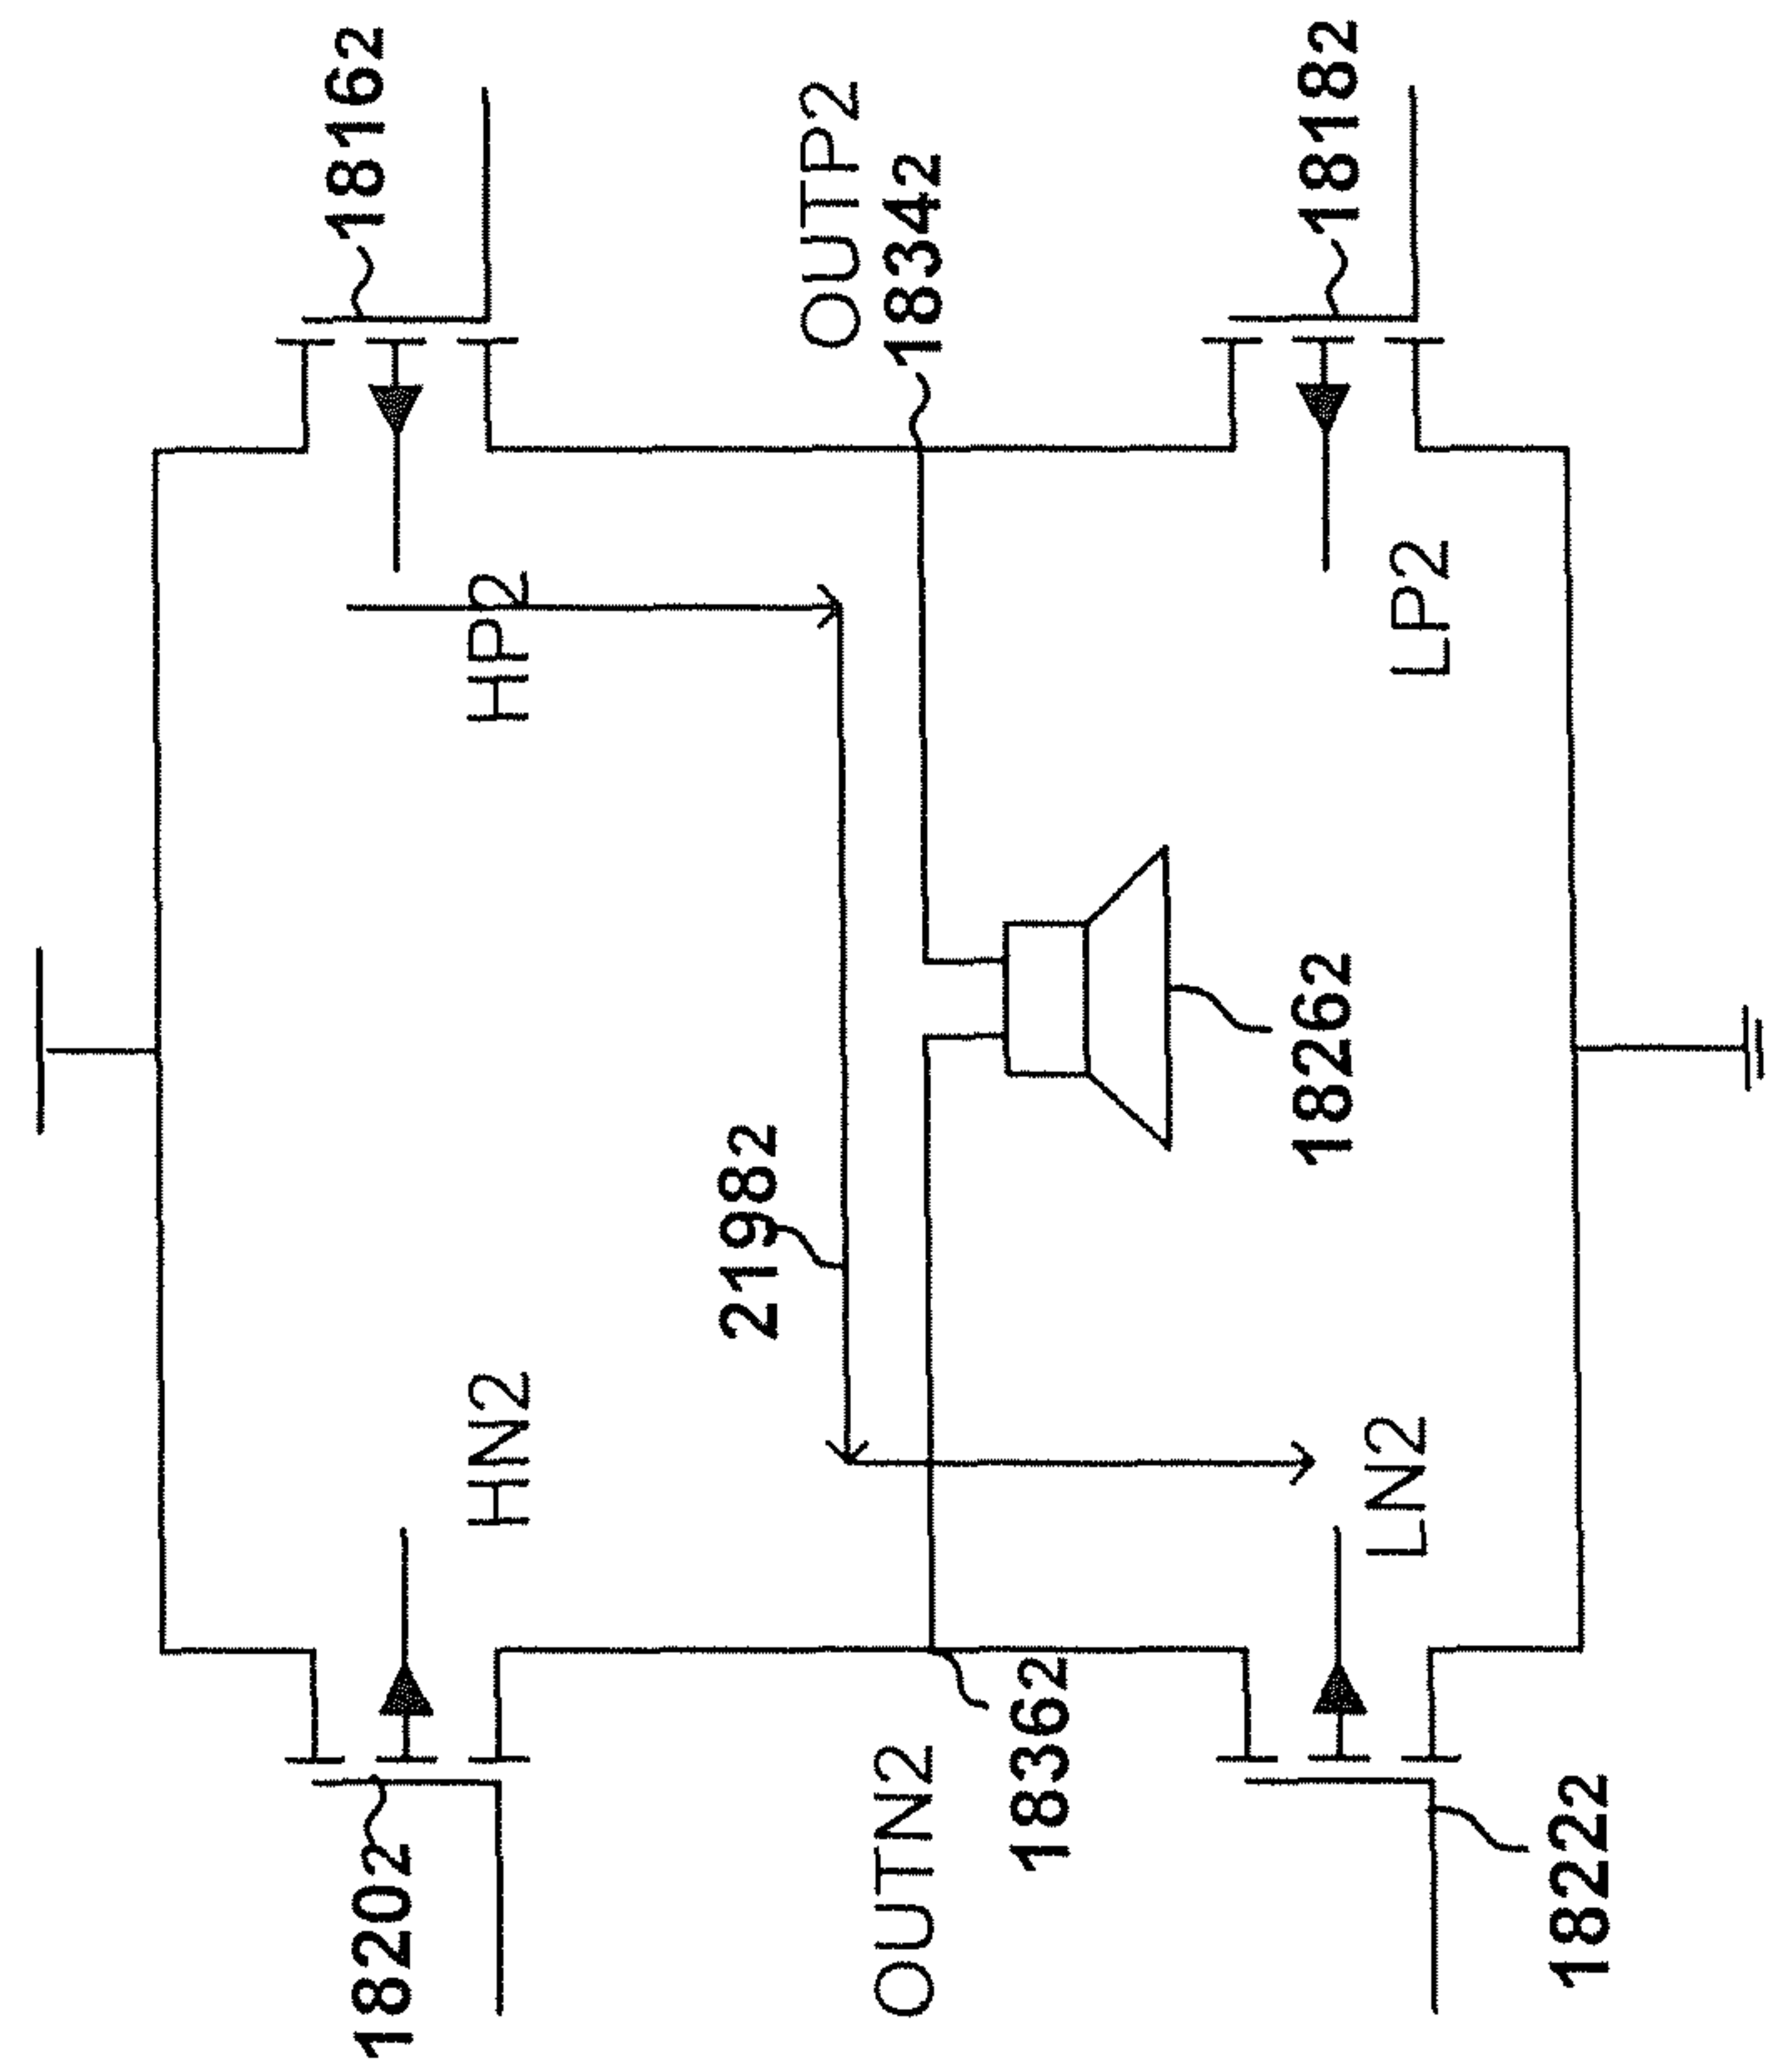 1816₂
1818₂
OUTP2
1834₂
HP2
LP2
2198₂
1826₂
HN2
LN2
1820₂
OUTN2
1836₂
1822₂